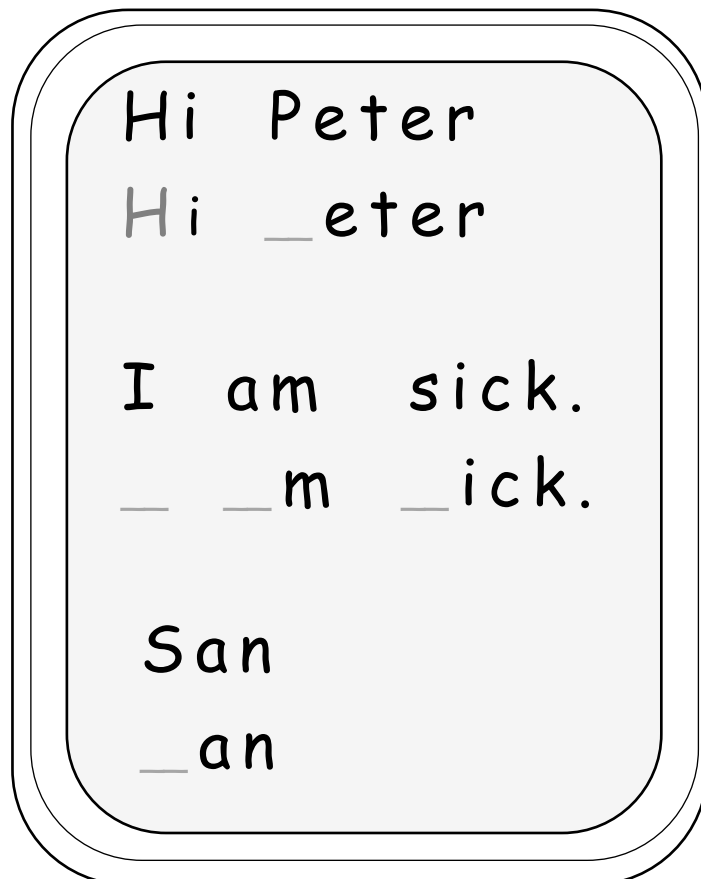 Hi Peter
Hi _eter
I am sick.
_ _m _ick.
San
_an